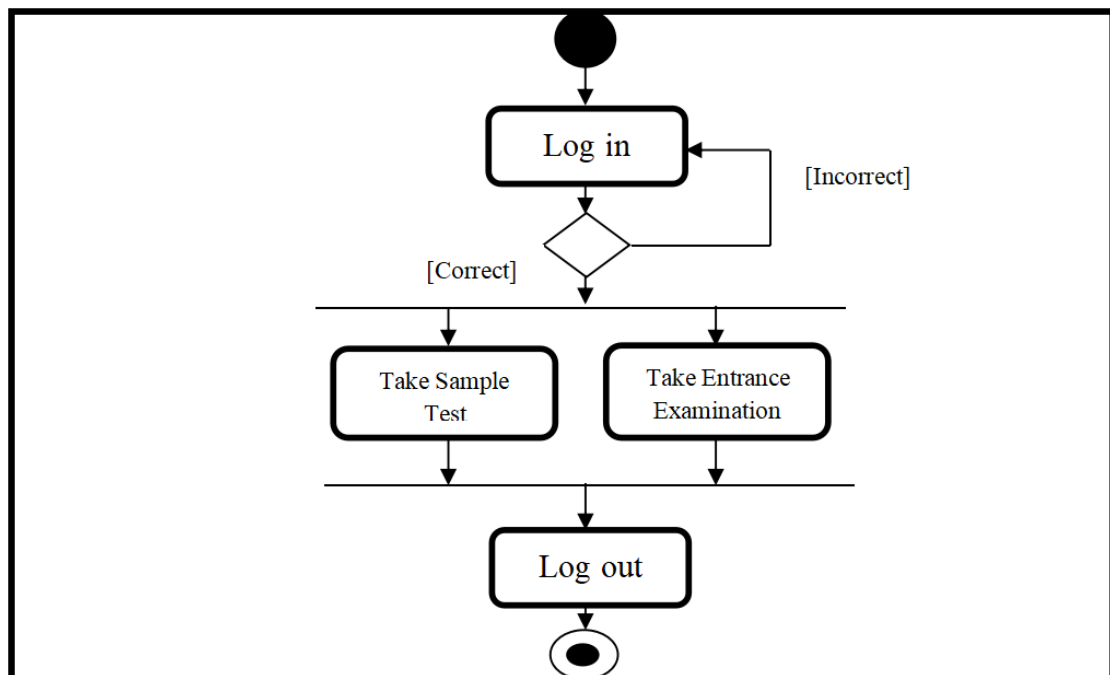 Log in
[Incorrect]
[Correct]
Take Sample
Test
Take Entrance
Examination
Log out